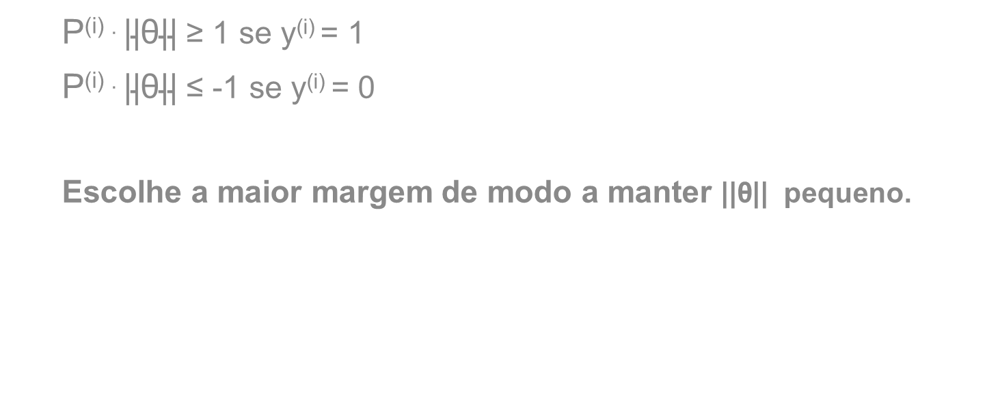 P⁽ⁱ⁾ · ||θ|| ≥ 1 se y⁽ⁱ⁾ = 1
P⁽ⁱ⁾ · ||θ|| ≤ -1 se y⁽ⁱ⁾ = 0
Escolhe a maior margem de modo a manter ||θ|| pequeno.